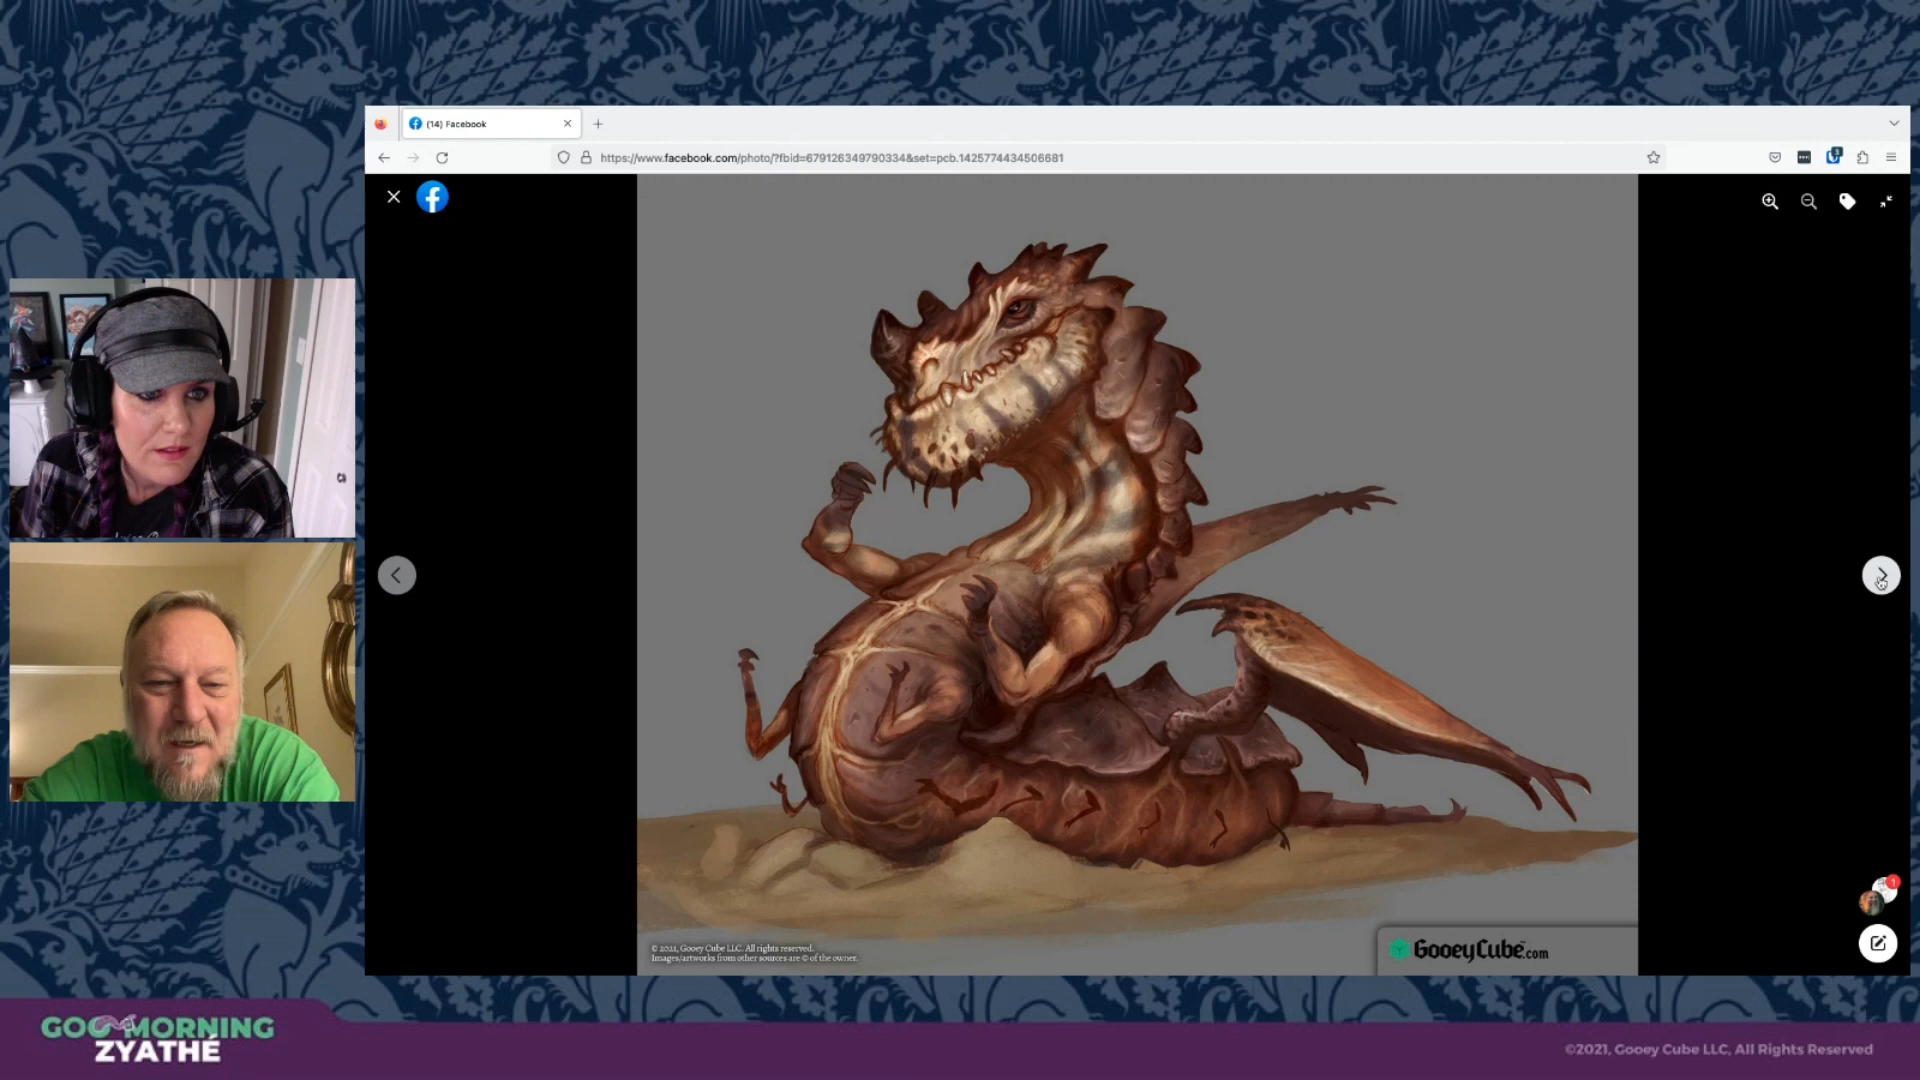 (14) Facebook
https://www.facebook.com/photo/?fbid=679126349790334&set=pcb.1425774434506681
1
© 2021, Gooey Cube LLC. All rights reserved.
Images/artworks from other sources are © of the owner.
GooeyCube.com
GOO MORNING
ZYATHÉ
©2021, Gooey Cube LLC, All Rights Reserved